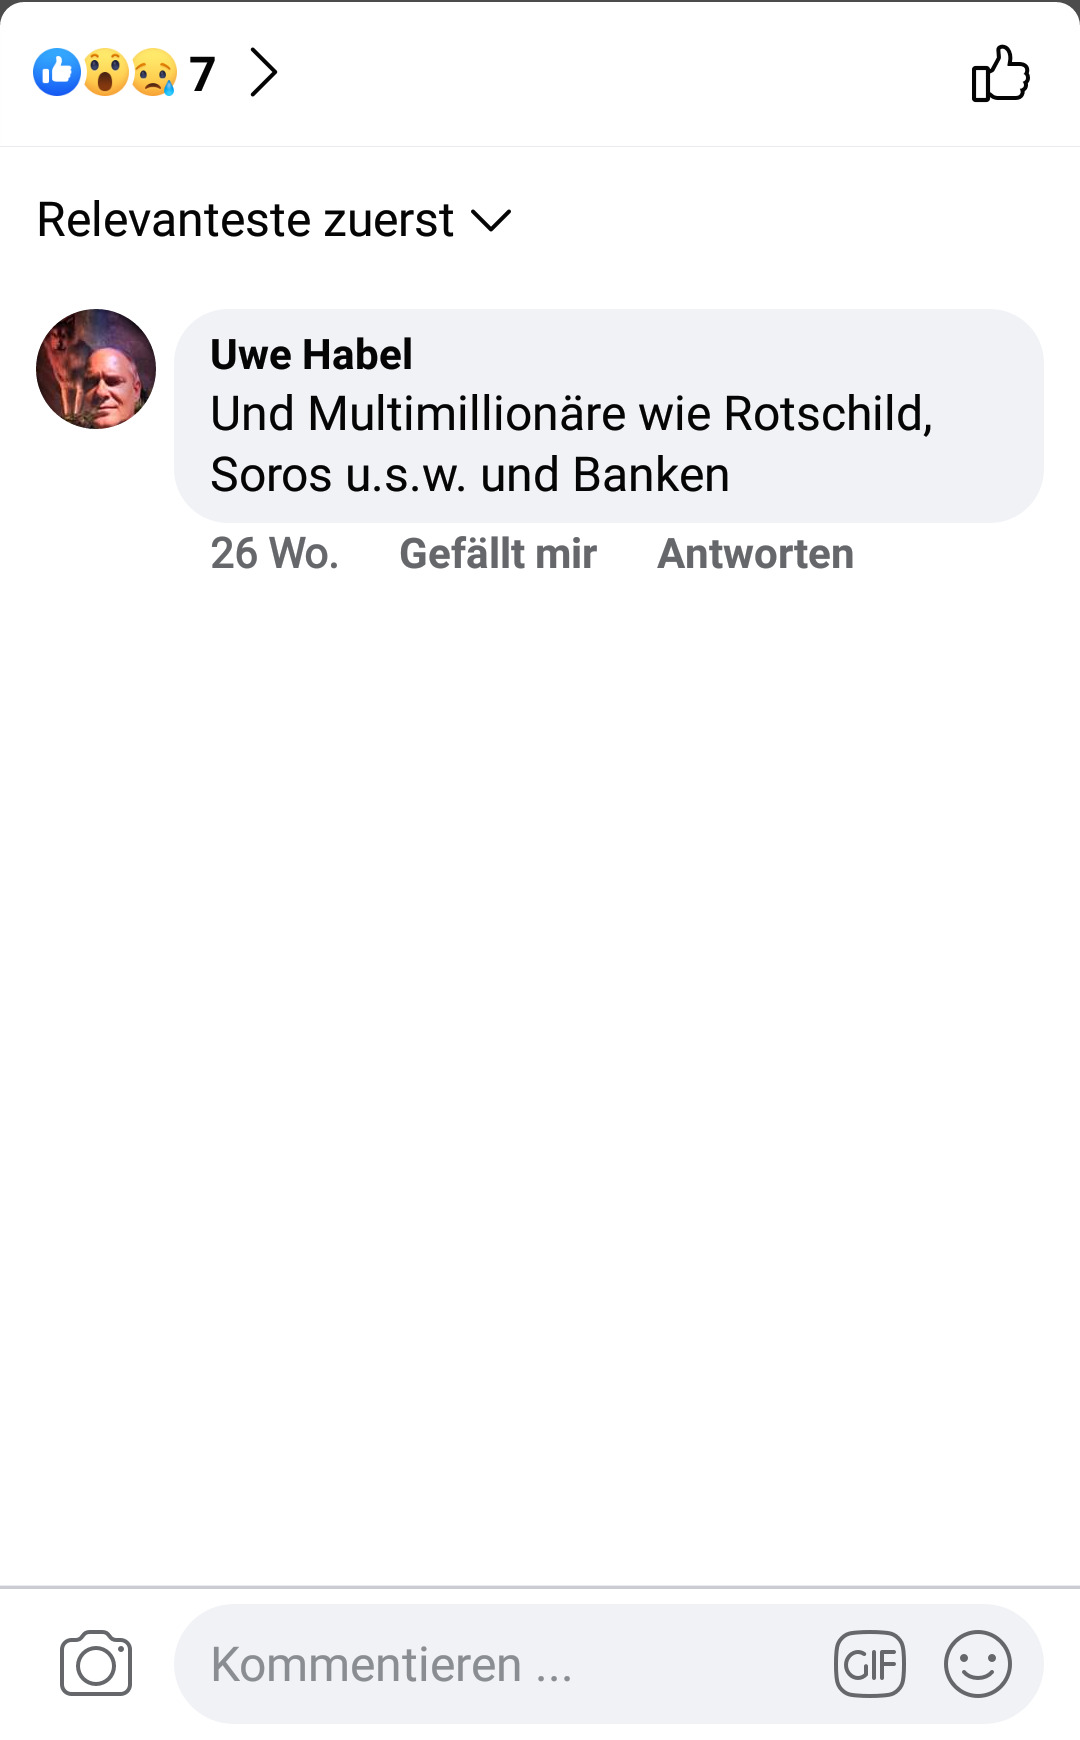 7
Relevanteste zuerst
Uwe Habel
Und Multimillionäre wie Rotschild,
Soros u.s.w. und Banken
26 Wo. Gefällt mir Antworten
Kommentieren ... GIF